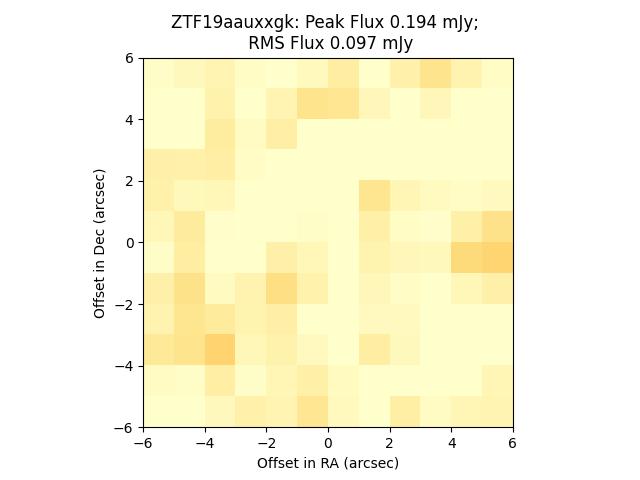 ZTF19aauxxgk: Peak Flux 0.194 mJy;
RMS Flux 0.097 mJy
6
4
2
0
−2
−4
−6
Offset in Dec (arcsec)
−6 −4 −2 0 2 4 6
Offset in RA (arcsec)